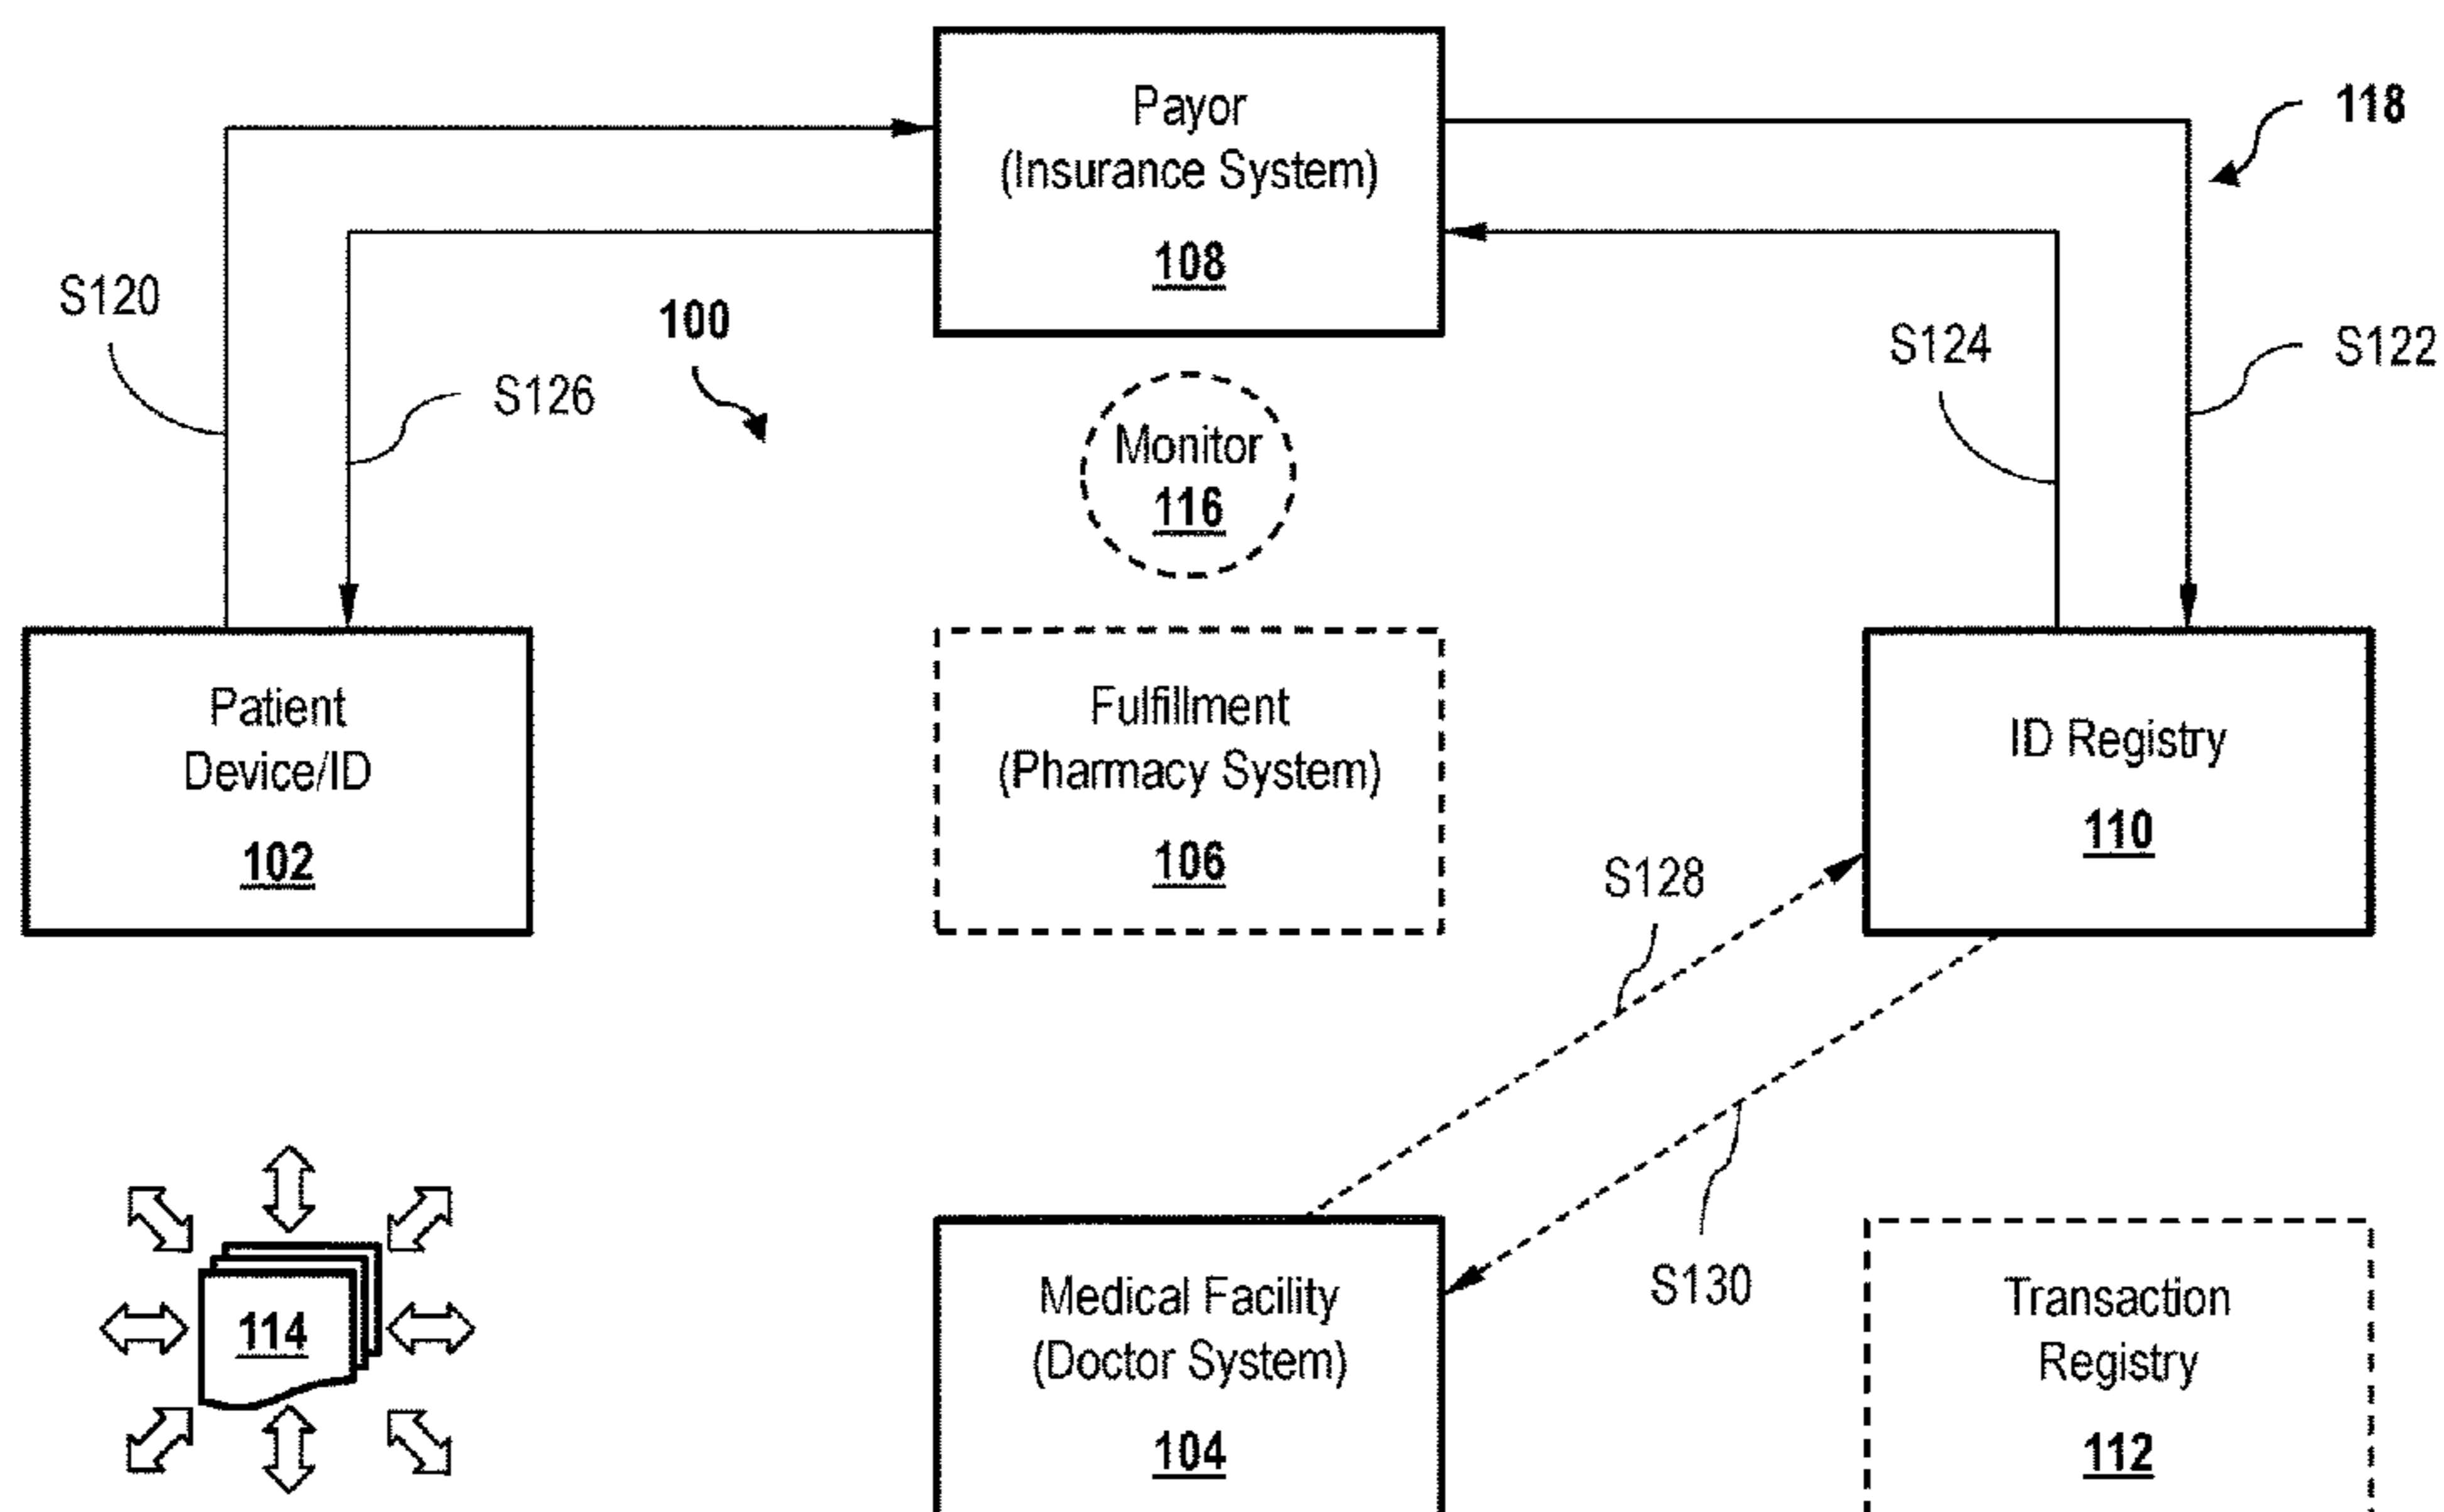 Payor
(Insurance System)
108
118
S120
100
S126
S124
S122
Monitor
116
Patient
Device/ID
102
Fulfillment
(Pharmacy System)
106
ID Registry
110
S128
S130
114
Medical Facility
(Doctor System)
104
Transaction
Registry
112